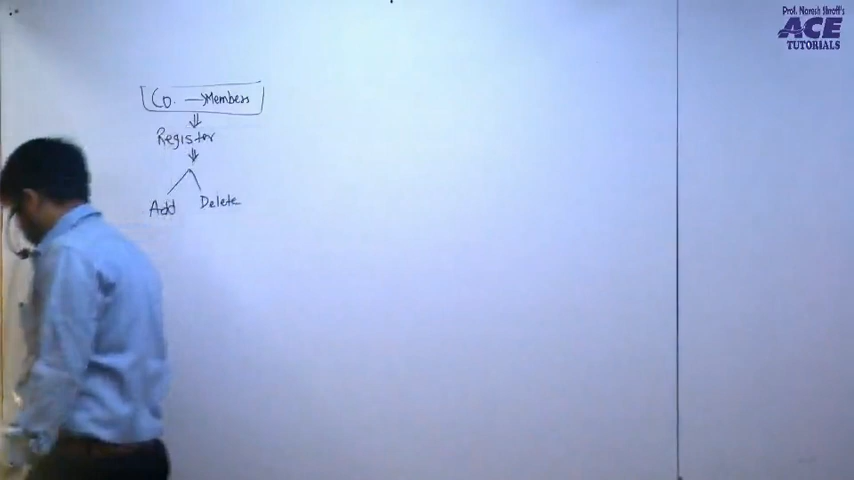 Prof. Naresh Shroff's
ACE
TUTORIALS
Co. → Members
Register
Add Delete